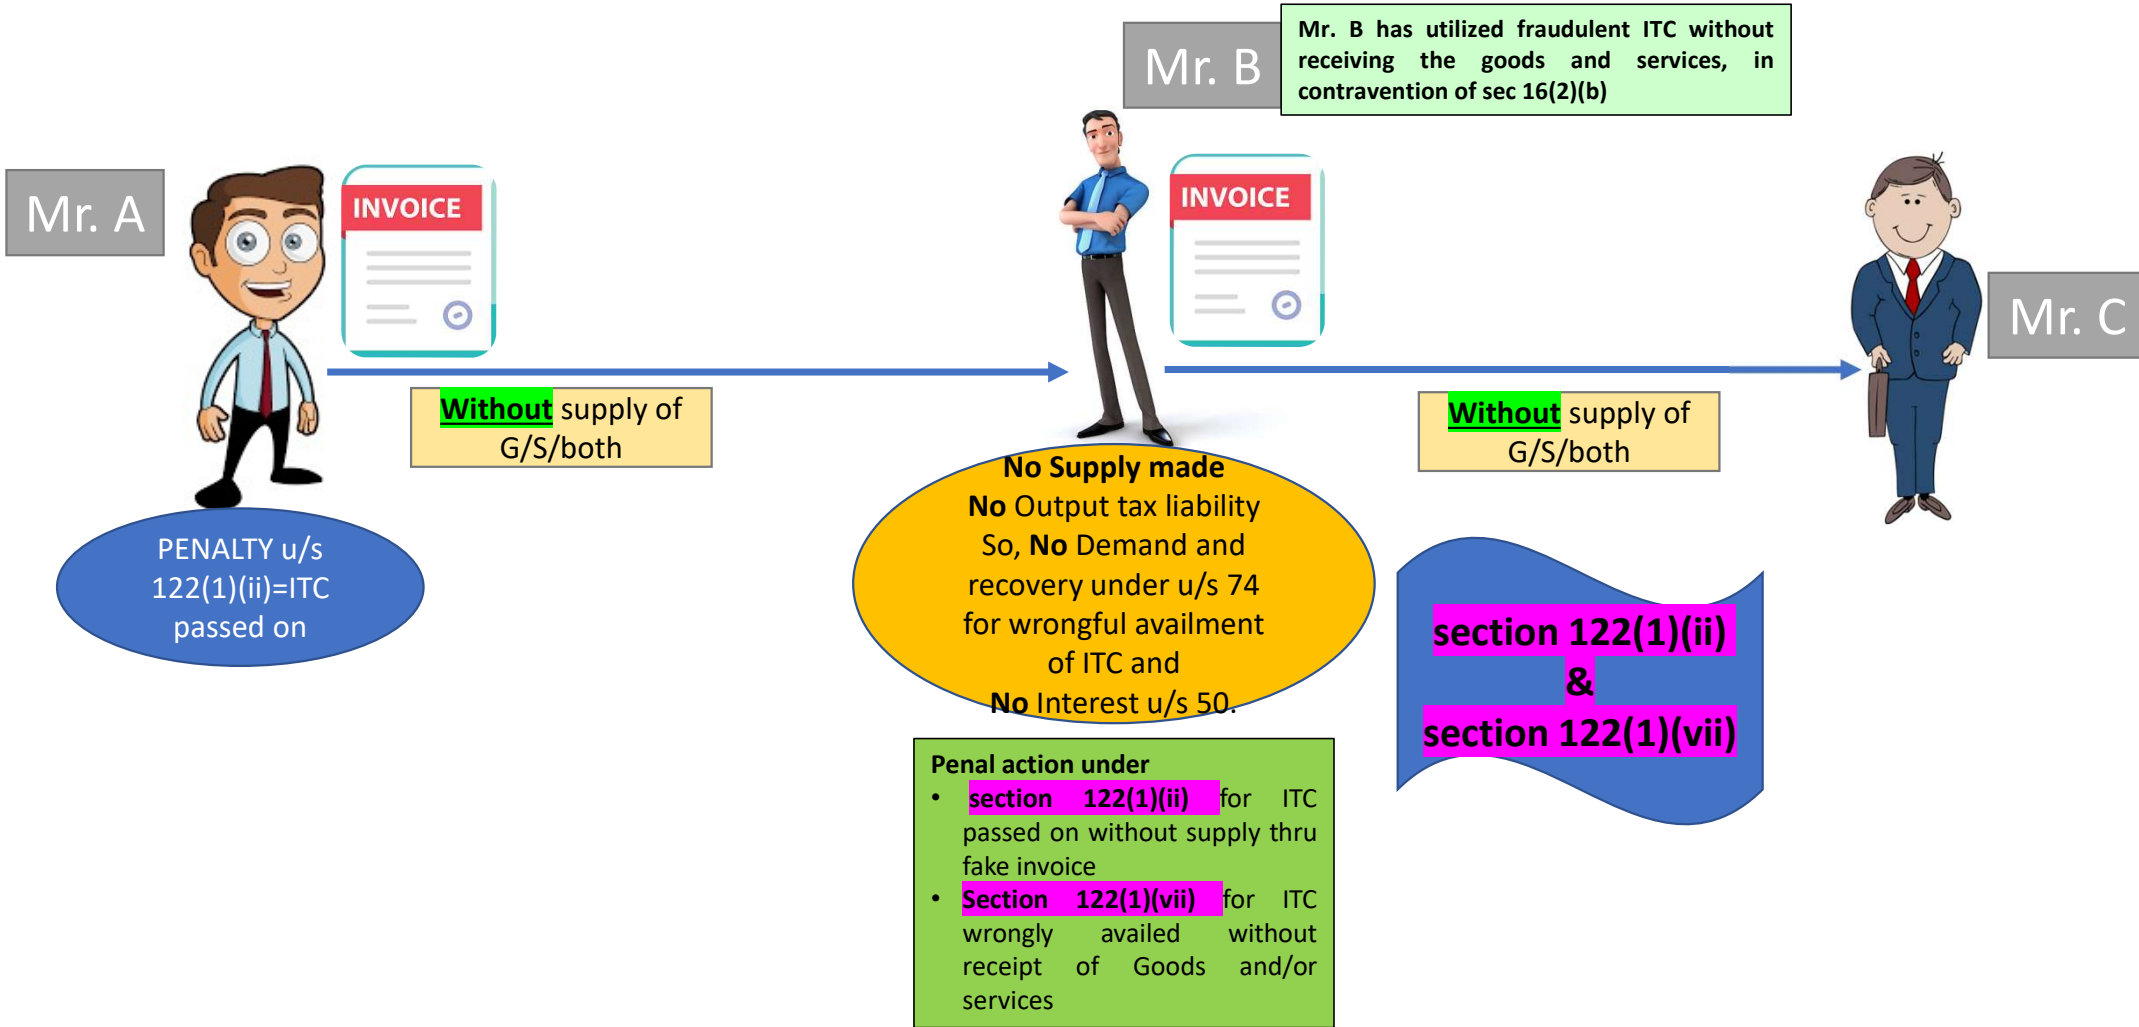 Mr. B
Mr. B has utilized fraudulent ITC without
receiving the goods and services, in
contravention of sec 16(2)(b)
Mr. A
INVOICE
INVOICE
Mr. C
Without supply of
G/S/both
Without supply of
G/S/both
PENALTY u/s
122(1)(ii)=ITC
passed on
No Supply made
No Output tax liability
So, No Demand and
recovery under u/s 74
for wrongful availment
of ITC and
No Interest u/s 50.
section 122(1)(ii)
&
section 122(1)(vii)
Penal action under
• section 122(1)(ii) for ITC
passed on without supply thru
fake invoice
• Section 122(1)(vii) for ITC
wrongly availed without
receipt of Goods and/or
services